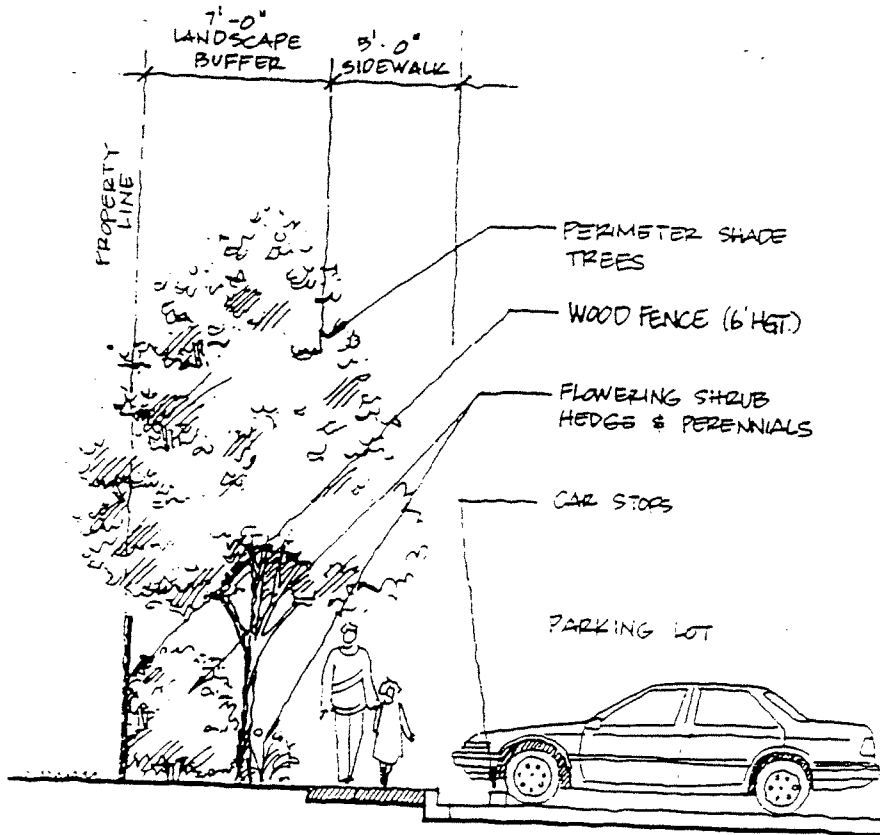 7'-0"
LANDSCAPE
BUFFER
5'-0"
SIDEWALK
PROPERTY
LINE
PERIMETER SHADE
TREES
WOOD FENCE (6' HGT.)
FLOWERING SHRUB
HEDGE & PERENNIALS
CAR STOPS
PARKING LOT